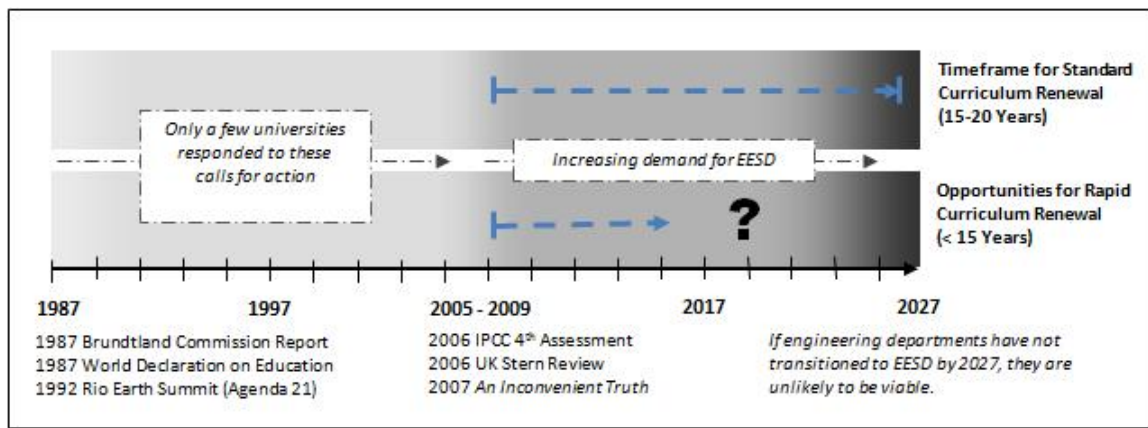 Timeframe for Standard
Curriculum Renewal
(15-20 Years)
Only a few universities
responded to these
calls for action
Increasing demand for EESD
Opportunities for Rapid
Curriculum Renewal
(< 15 Years)
?
1987
1997
2005 - 2009
2017
2027
1987 Brundtland Commission Report
1987 World Declaration on Education
1992 Rio Earth Summit (Agenda 21)
2006 IPCC 4th Assessment
2006 UK Stern Review
2007 An Inconvenient Truth
If engineering departments have not
transitioned to EESD by 2027, they are
unlikely to be viable.